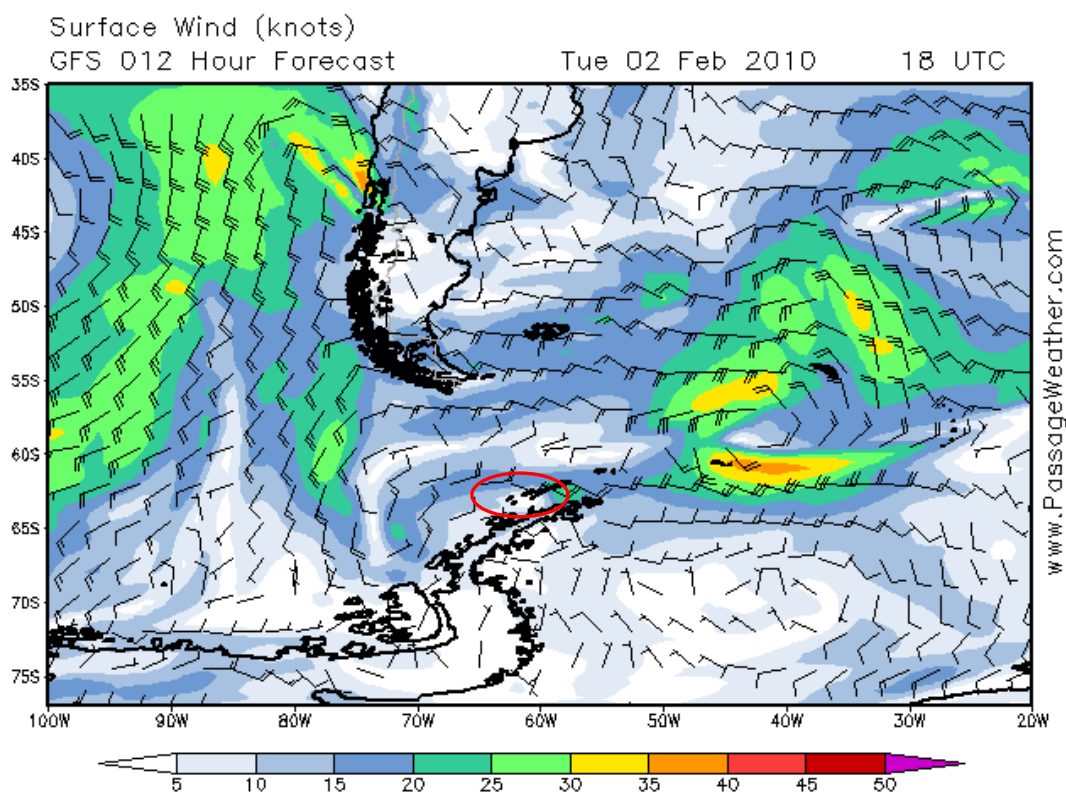 Surface Wind (knots)
GFS 012 Hour Forecast Tue 02 Feb 2010 18 UTC
35S
40S
45S
50S
55S
60S
65S
70S
75S
100W 90W 80W 70W 60W 50W 40W 30W 20W
5 10 15 20 25 30 35 40 45 50
www.PassageWeather.com